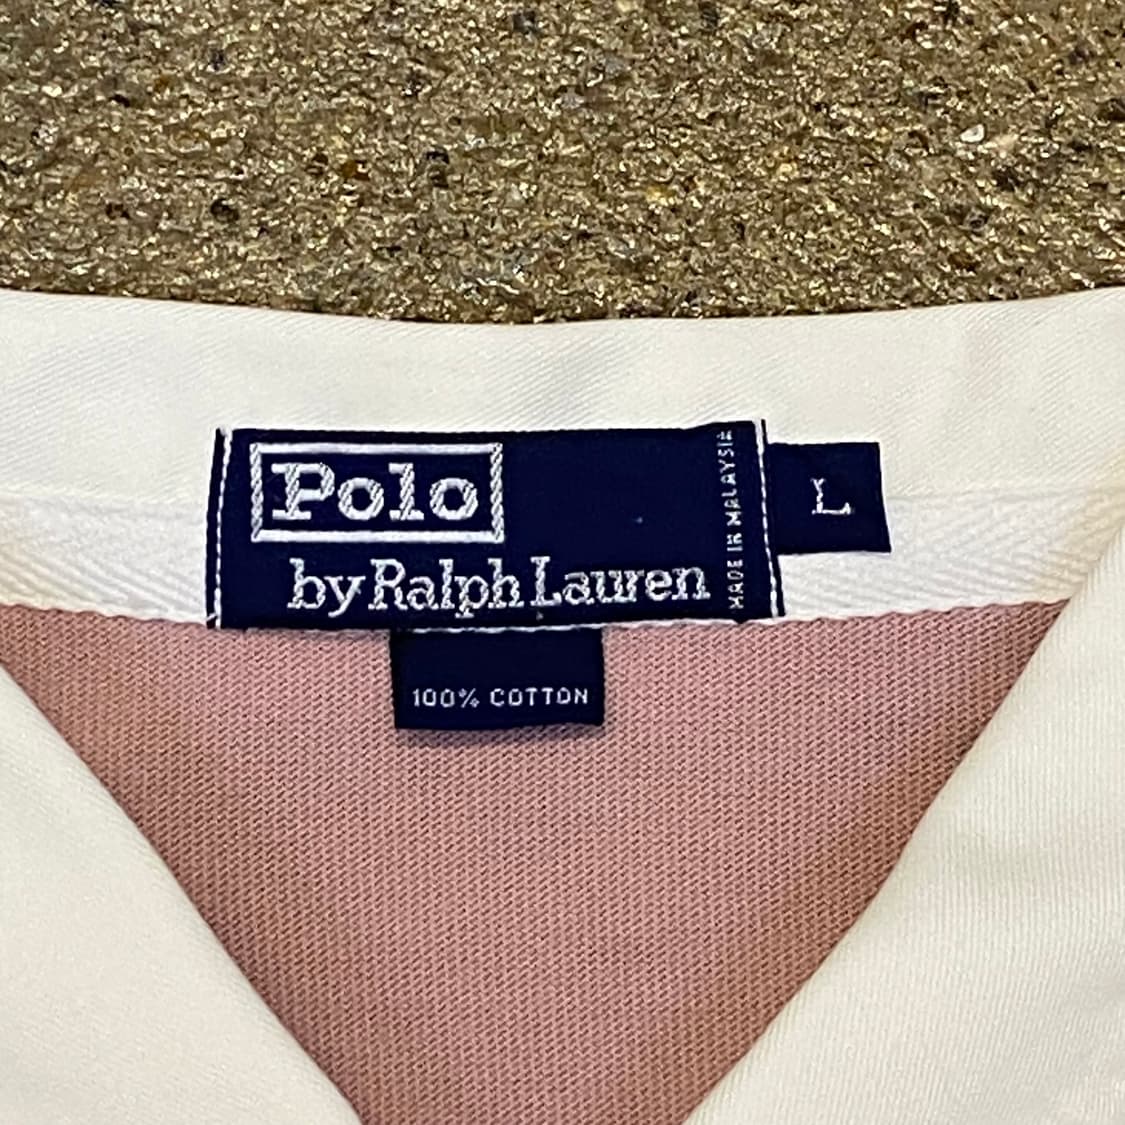 Polo
by Ralph Lauren
MADE IN MALAYSIA
L
100% COTTON